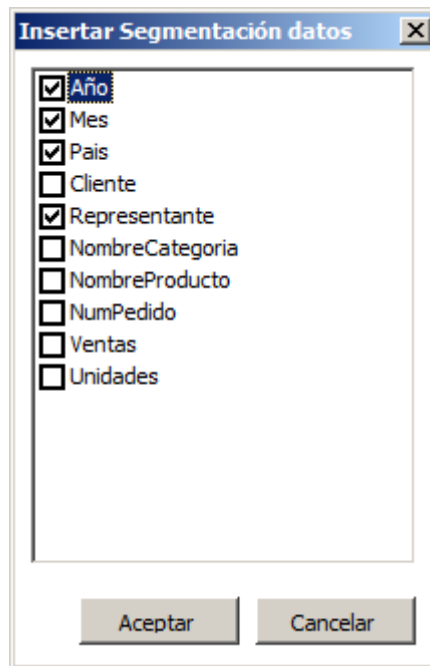 Insertar Segmentación datos
Año
Mes
Pais
Cliente
Representante
NombreCategoria
NombreProducto
NumPedido
Ventas
Unidades
Aceptar Cancelar